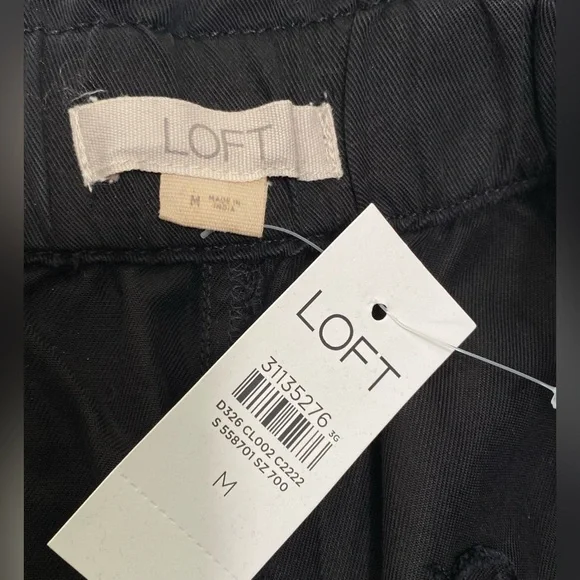 LOFT
M MADE IN
INDIA
LOFT
31135276 3G
D326 CL002 C2222
S 558701 SZ 700
M